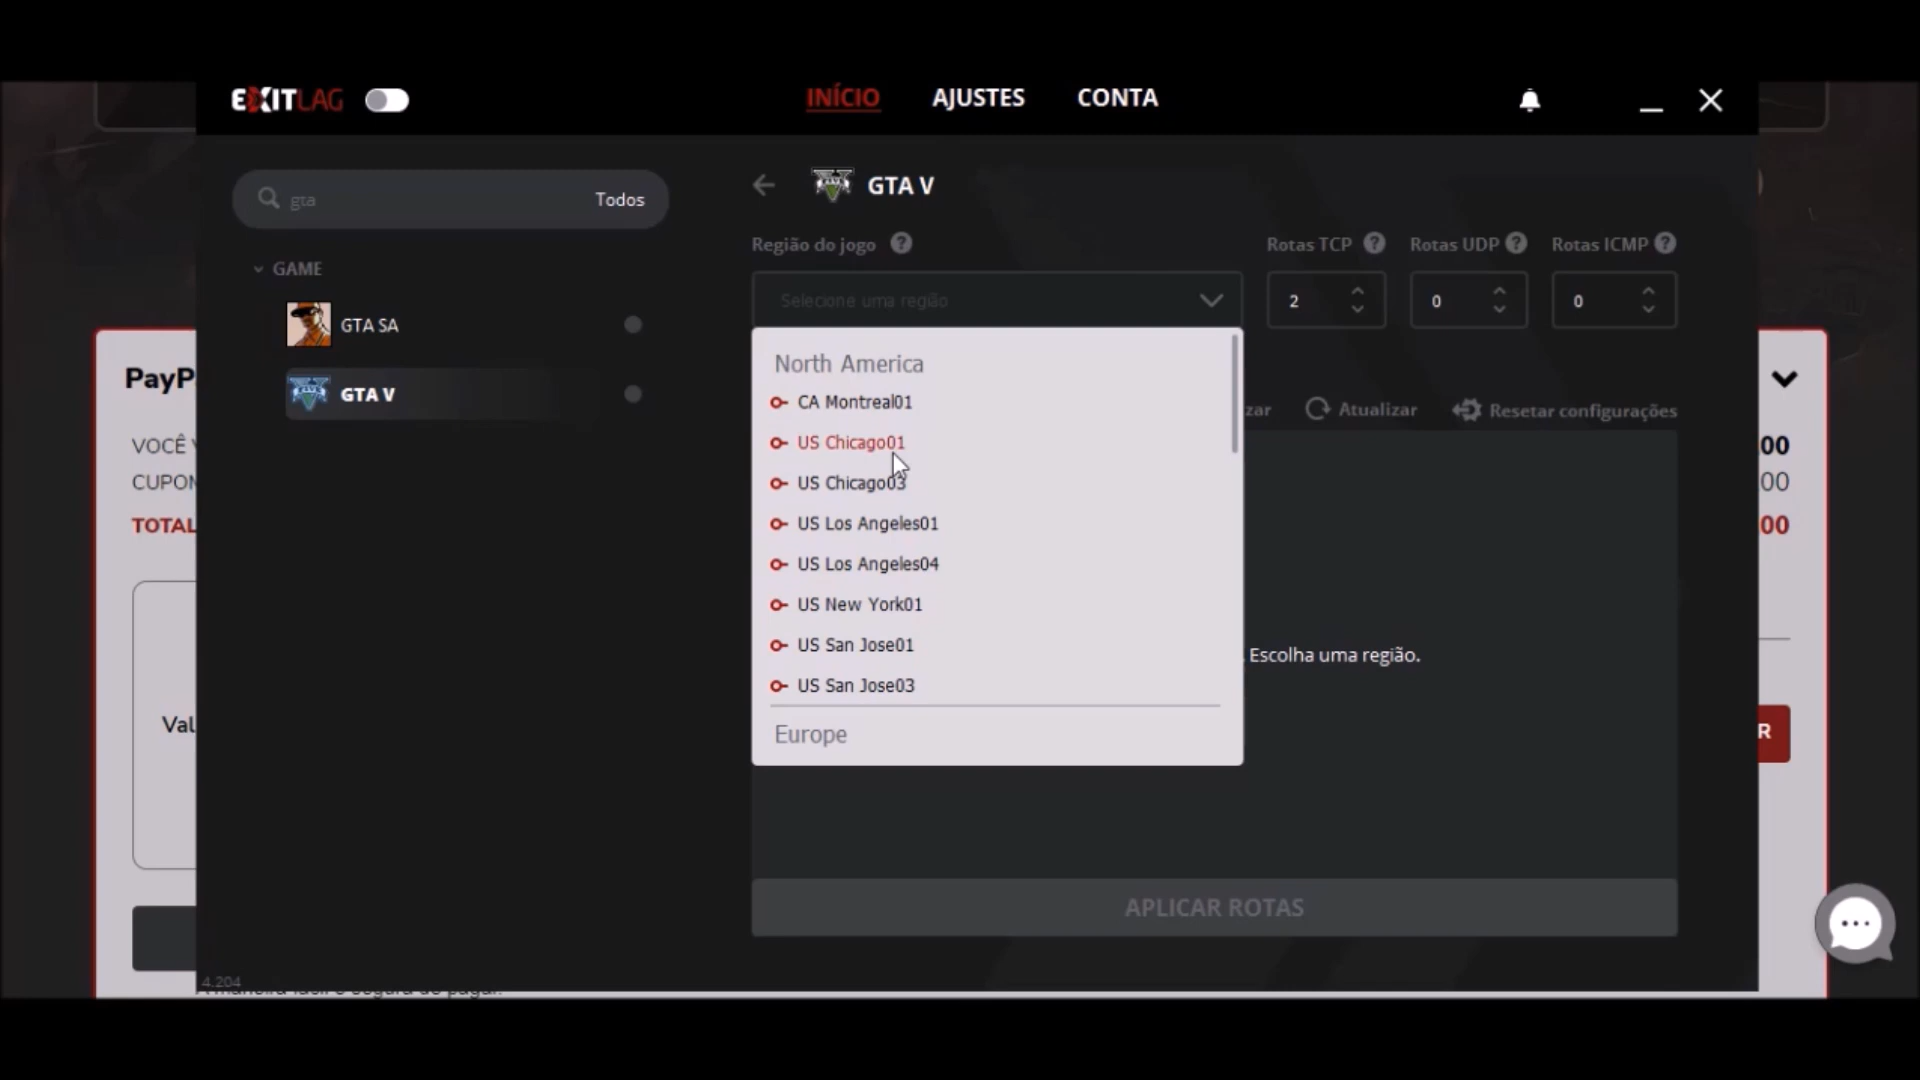 EXITLAG
INÍCIO
AJUSTES
CONTA
gta
Todos
GAME
GTA SA
GTA V
GTA V
Região do jogo ?
Rotas TCP ?
Rotas UDP ?
Rotas ICMP ?
Selecione uma região
2
0
0
North America
CA Montreal01
US Chicago01
US Chicago03
US Los Angeles01
US Los Angeles04
US New York01
US San Jose01
US San Jose03
Europe
zar
Atualizar
Resetar configurações
. Escolha uma região.
APLICAR ROTAS
4.204
PayP
VOCÊ
CUPON
TOTAL
Val
00
00
00
R